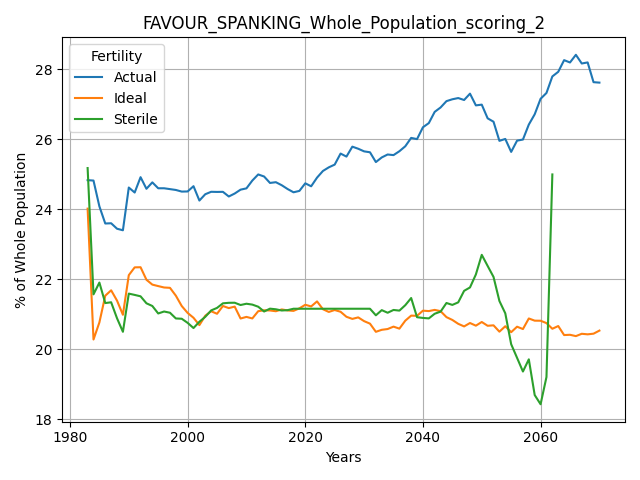 FAVOUR_SPANKING_Whole_Population_scoring_2
Fertility
Actual
Ideal
Sterile
% of Whole Population
28
26
24
22
20
18
1980
2000
2020
2040
2060
Years